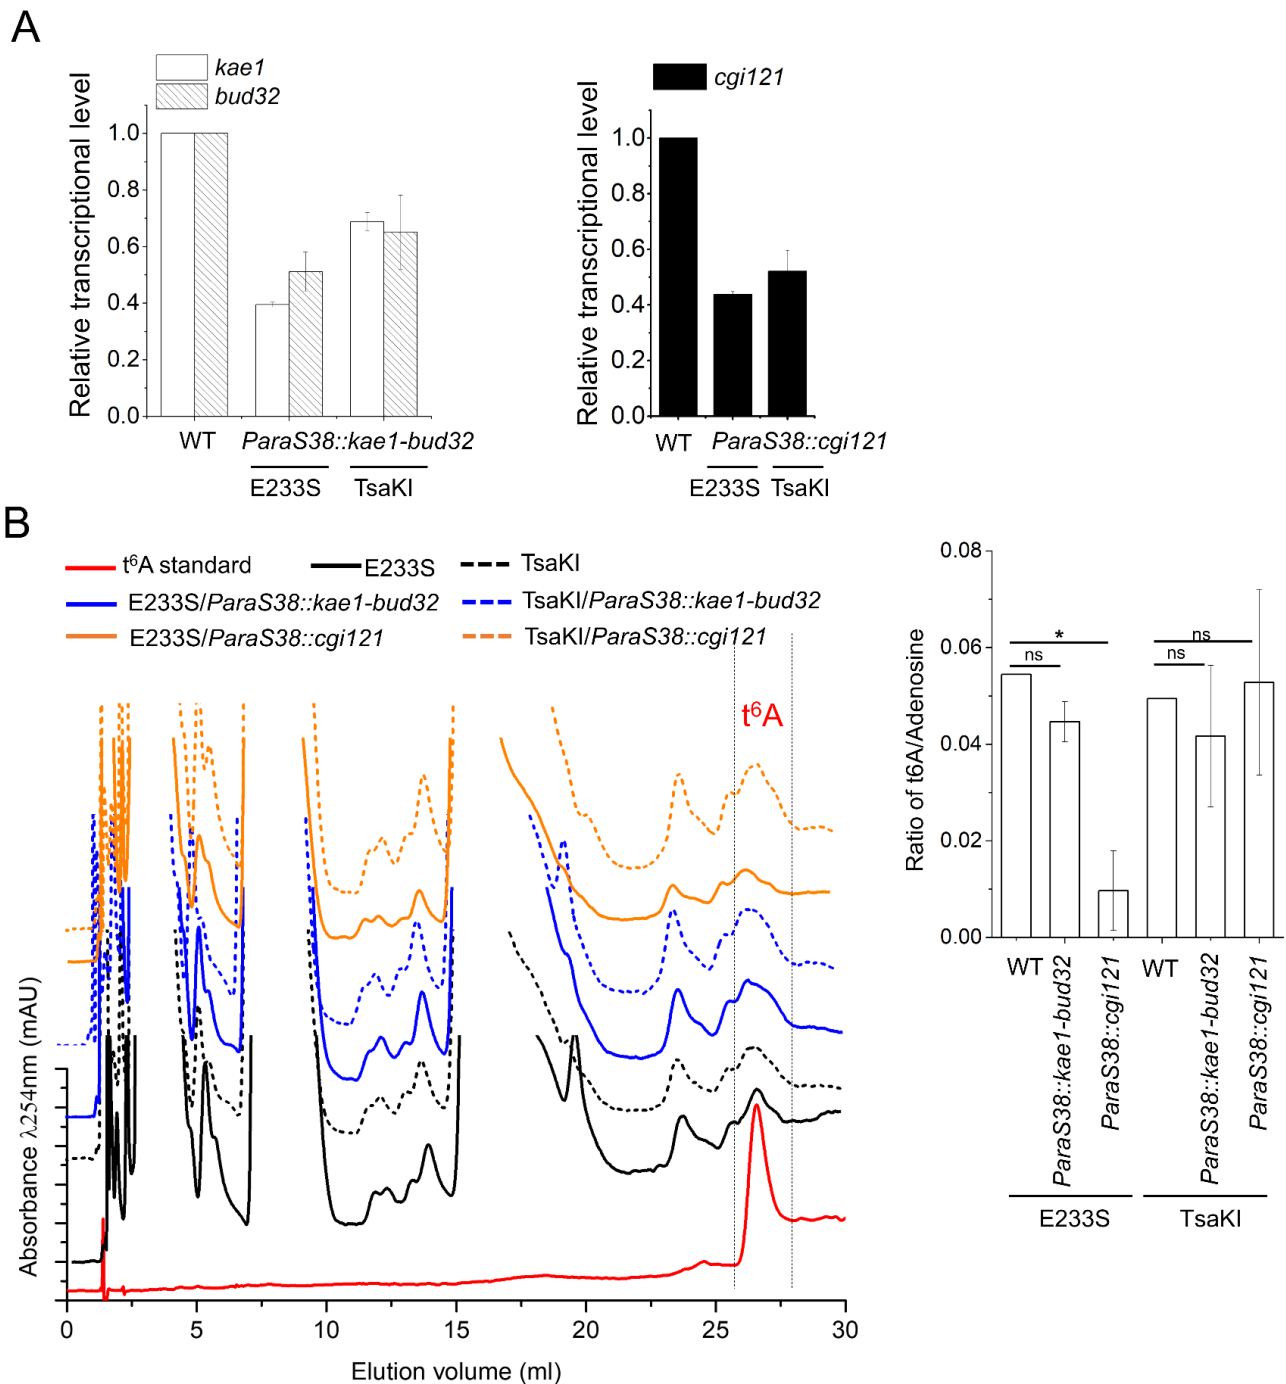 A
kae1
bud32
Relative transcriptional level
1.0
0.8
0.6
0.4
0.2
0.0
WT
ParaS38::kae1-bud32
E233S
TsaKI
cgi121
Relative transcriptional level
1.0
0.8
0.6
0.4
0.2
0.0
WT
ParaS38::cgi121
E233S
TsaKI
B
t⁶A standard
E233S
TsaKI
E233S/ParaS38::kae1-bud32
TsaKI/ParaS38::kae1-bud32
E233S/ParaS38::cgi121
TsaKI/ParaS38::cgi121
t⁶A
Absorbance λ254nm (mAU)
0
5
10
15
20
25
30
Elution volume (ml)
Ratio of t6A/Adenosine
0.08
0.06
0.04
0.02
0.00
*
ns
ns
ns
WT
ParaS38::kae1-bud32
ParaS38::cgi121
WT
ParaS38::kae1-bud32
ParaS38::cgi121
E233S
TsaKI